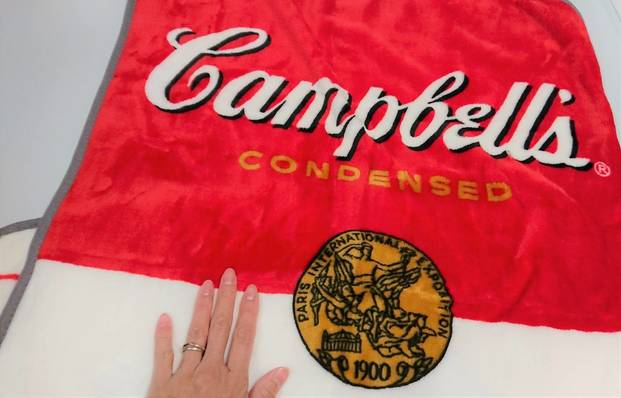 Campbell's®
CONDENSED
PARIS INTERNATIONAL EXPOSITION
1900